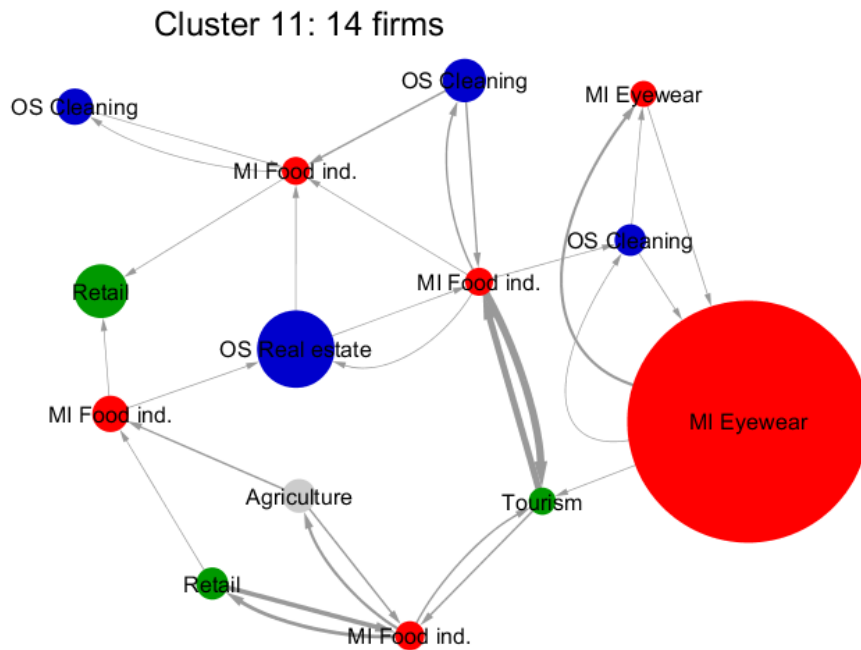 Cluster 11: 14 firms
OS Cleaning
MI Eyewear
OS Cleaning
MI Food ind.
OS Cleaning
MI Food ind.
Retail
OS Real estate
MI Food ind.
MI Eyewear
Agriculture
Tourism
Retail
MI Food ind.